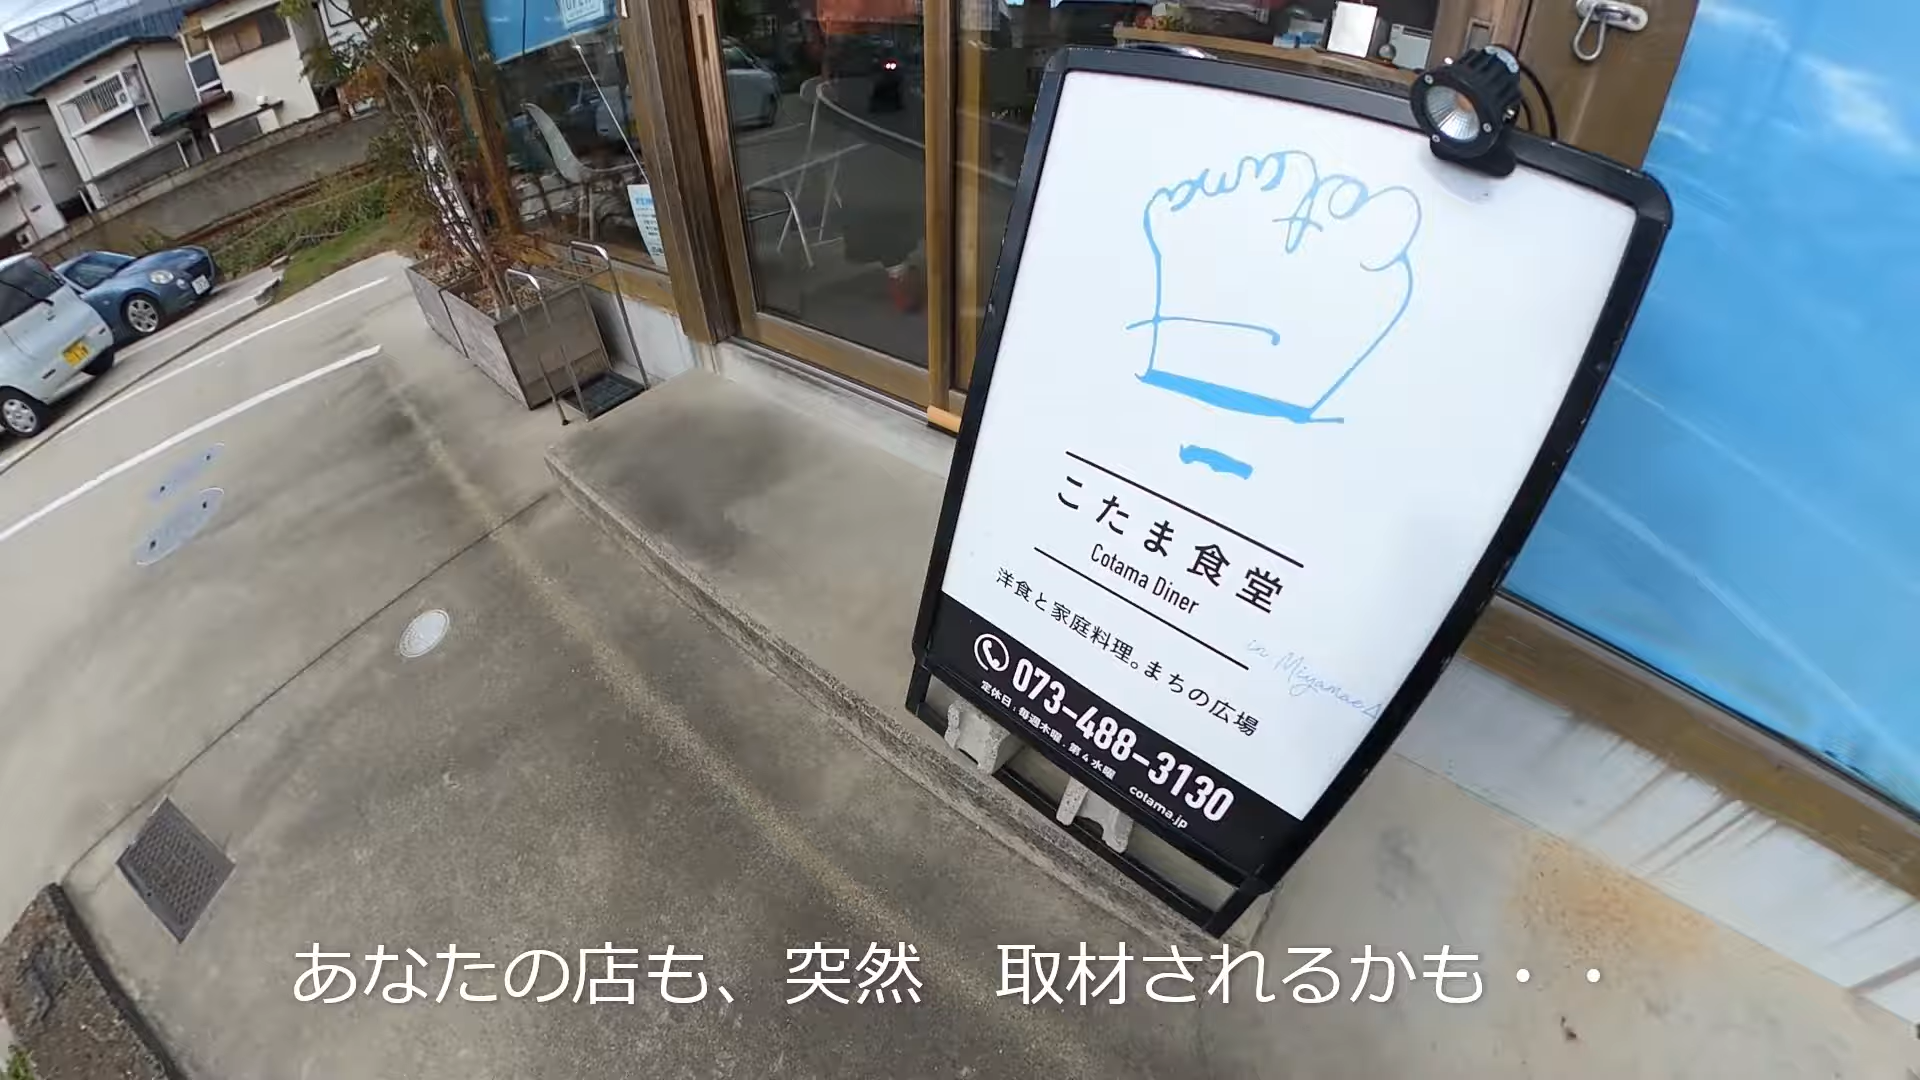 Cotama
こたま食堂
Cotama Diner
洋食と家庭料理。まちの広場
in Miyamae
073-488-3130
定休日:毎週木曜.第4水曜
cotama.jp
あなたの店も、突然　取材されるかも・・